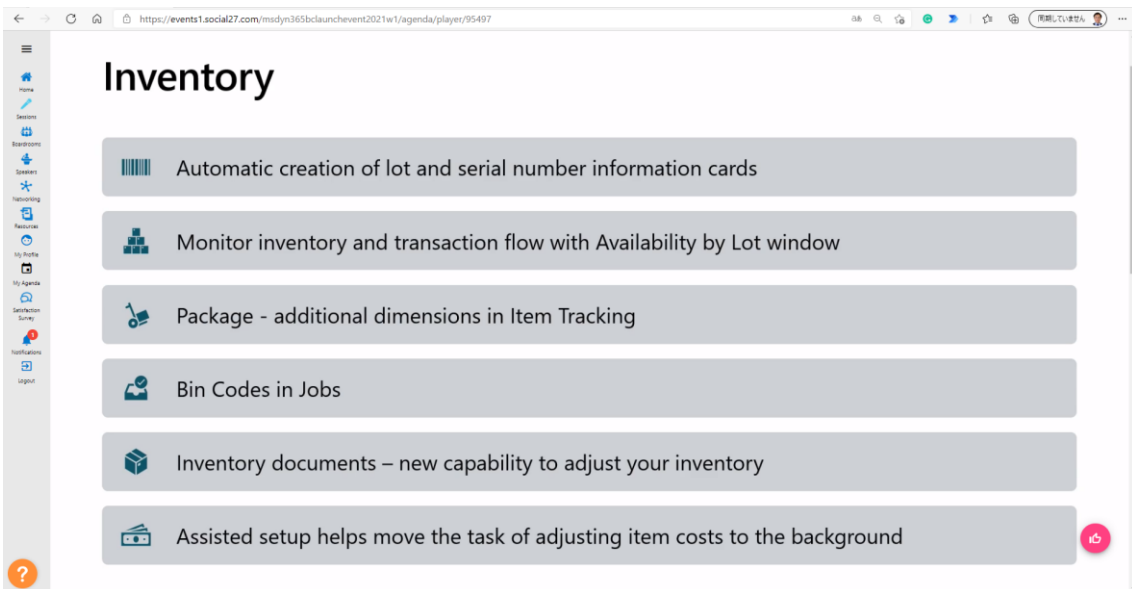 https://events1.social27.com/msdyn365bclaunchevent2021w1/agenda/player/95497
同期していません
Home
Sessions
Boardrooms
Speakers
Networking
Resources
My Profile
My Agenda
Satisfaction
Survey
1
Notifications
Logout
?
Inventory
Automatic creation of lot and serial number information cards
Monitor inventory and transaction flow with Availability by Lot window
Package - additional dimensions in Item Tracking
Bin Codes in Jobs
Inventory documents – new capability to adjust your inventory
Assisted setup helps move the task of adjusting item costs to the background